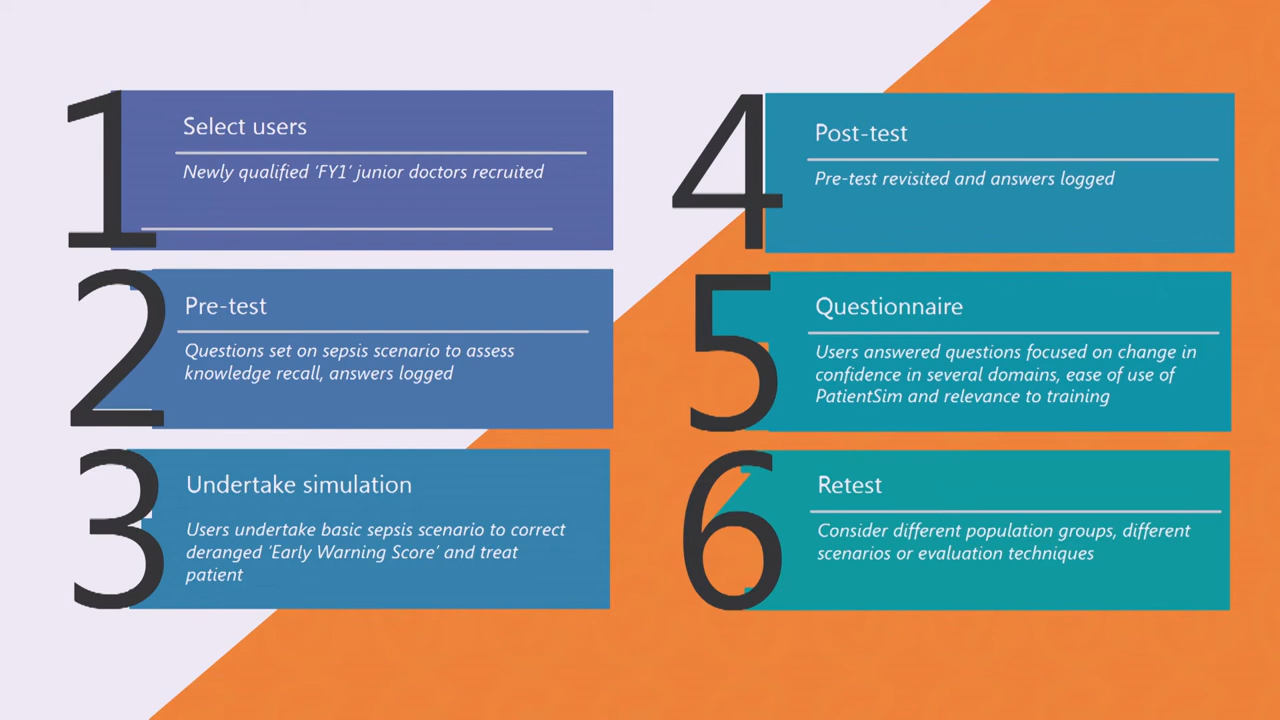 1
Select users
Newly qualified ‘FY1’ junior doctors recruited
2
Pre-test
Questions set on sepsis scenario to assess
knowledge recall, answers logged
3
Undertake simulation
Users undertake basic sepsis scenario to correct
deranged ‘Early Warning Score’ and treat
patient
4
Post-test
Pre-test revisited and answers logged
5
Questionnaire
Users answered questions focused on change in
confidence in several domains, ease of use of
PatientSim and relevance to training
6
Retest
Consider different population groups, different
scenarios or evaluation techniques